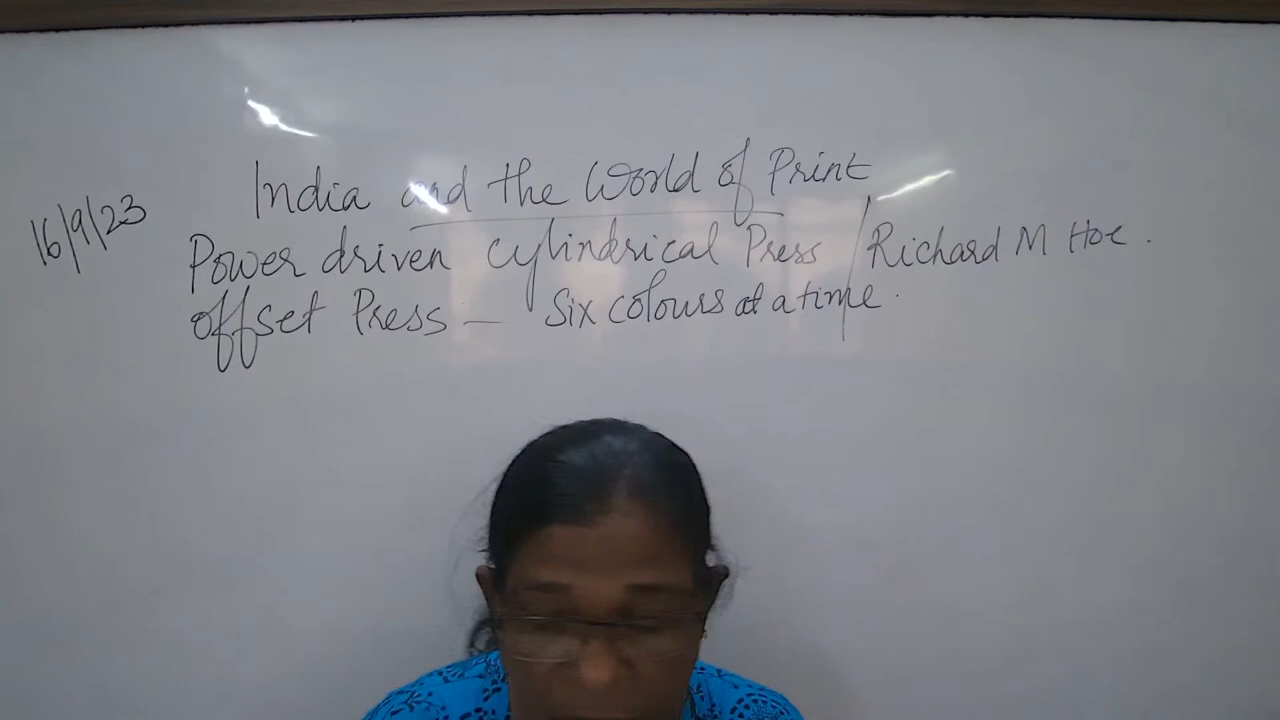 16/9/23
India and the World of Print
Power driven cylindrical Press / Richard M Hoe.
offset Press — Six colours at a time.